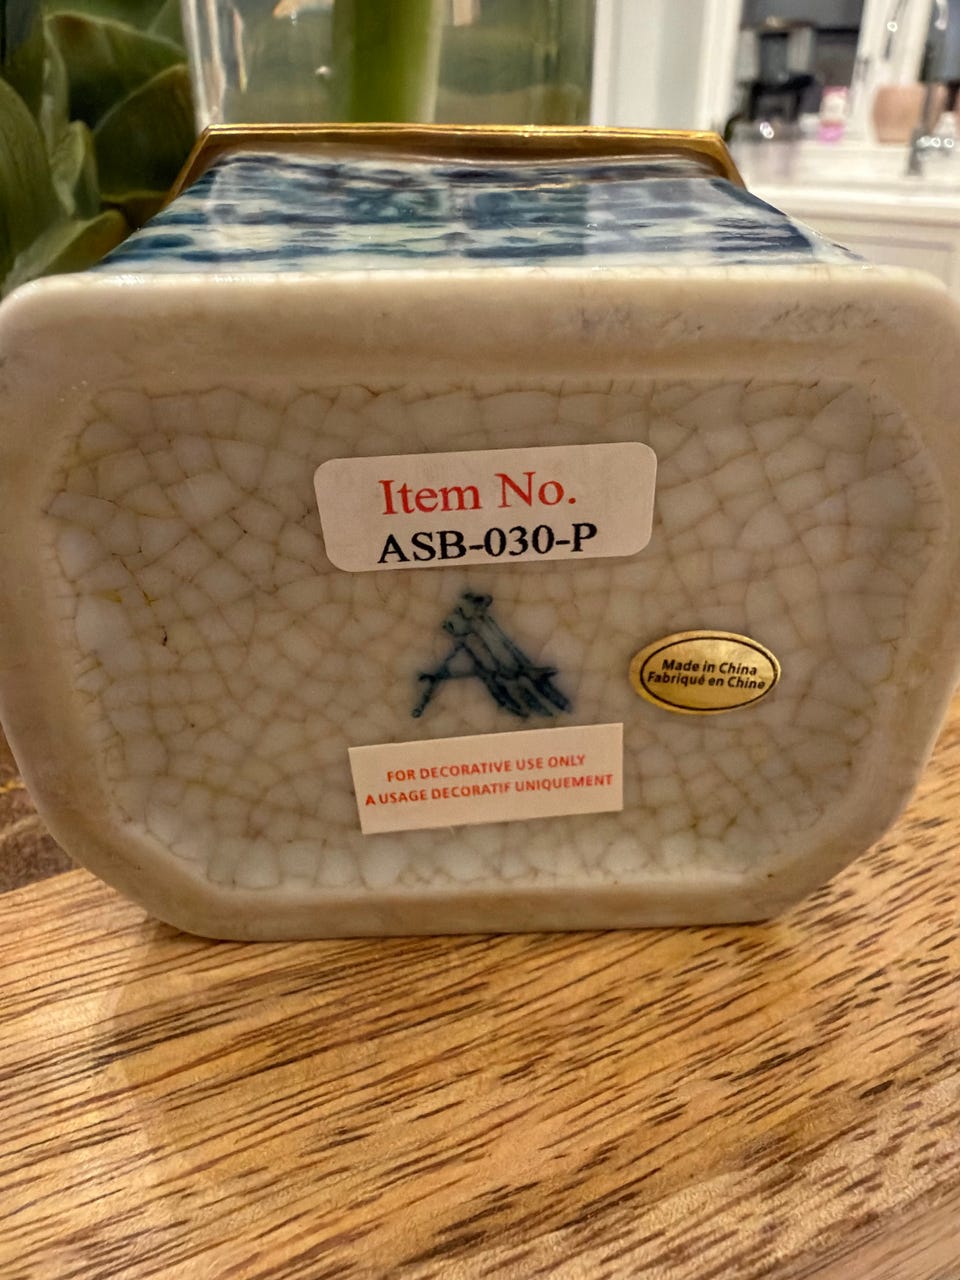 Item No.
ASB-030-P
A
Made in China
Fabriqué en Chine
FOR DECORATIVE USE ONLY
A USAGE DECORATIF UNIQUEMENT